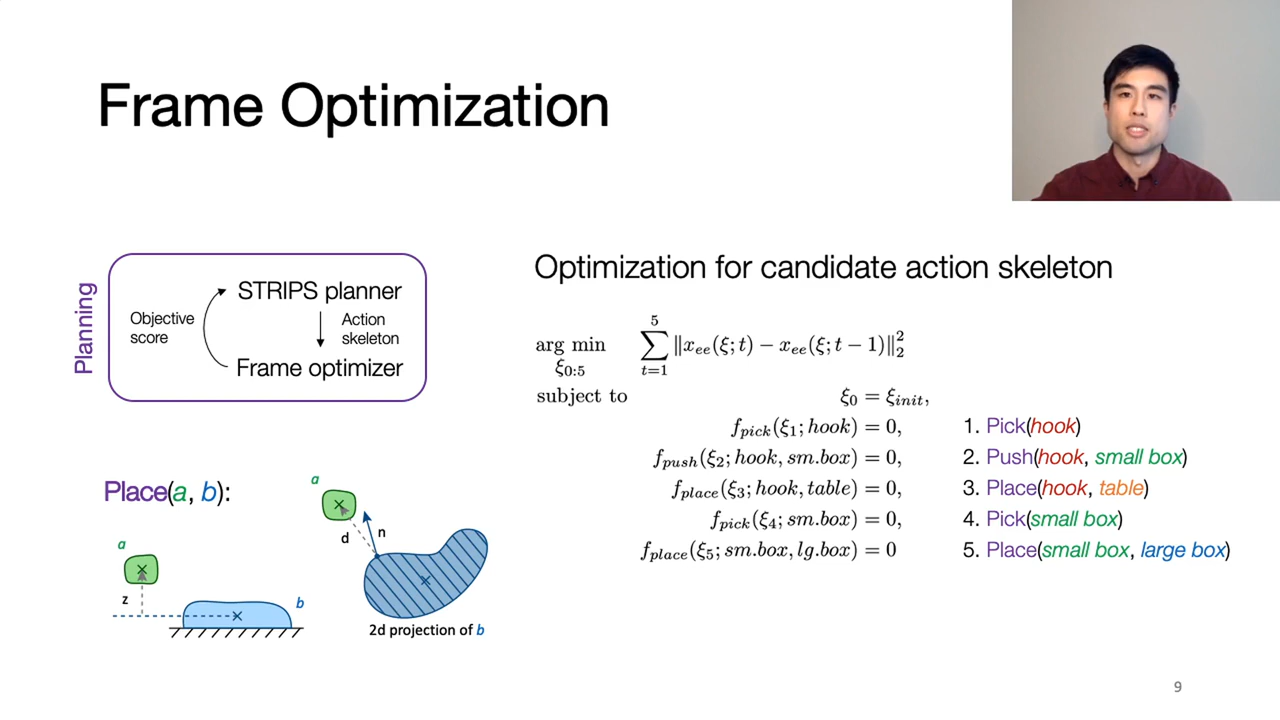 Frame Optimization
Planning
STRIPS planner
Objective
score
Action
skeleton
Frame optimizer
Place(a, b):
a
z
b
a
d
n
2d projection of b
Optimization for candidate action skeleton
arg min ξ₀:₅ ∑ₜ₌₁⁵ ‖xₑₑ(ξ; t) − xₑₑ(ξ; t − 1)‖₂²
subject to ξ₀ = ξ_init,
f_pick(ξ₁; hook) = 0, 1. Pick(hook)
f_push(ξ₂; hook, sm.box) = 0, 2. Push(hook, small box)
f_place(ξ₃; hook, table) = 0, 3. Place(hook, table)
f_pick(ξ₄; sm.box) = 0, 4. Pick(small box)
f_place(ξ₅; sm.box, lg.box) = 0 5. Place(small box, large box)
9